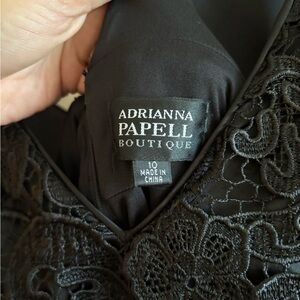 ADRIANNA
PAPELL
BOUTIQUE
10
MADE IN
CHINA